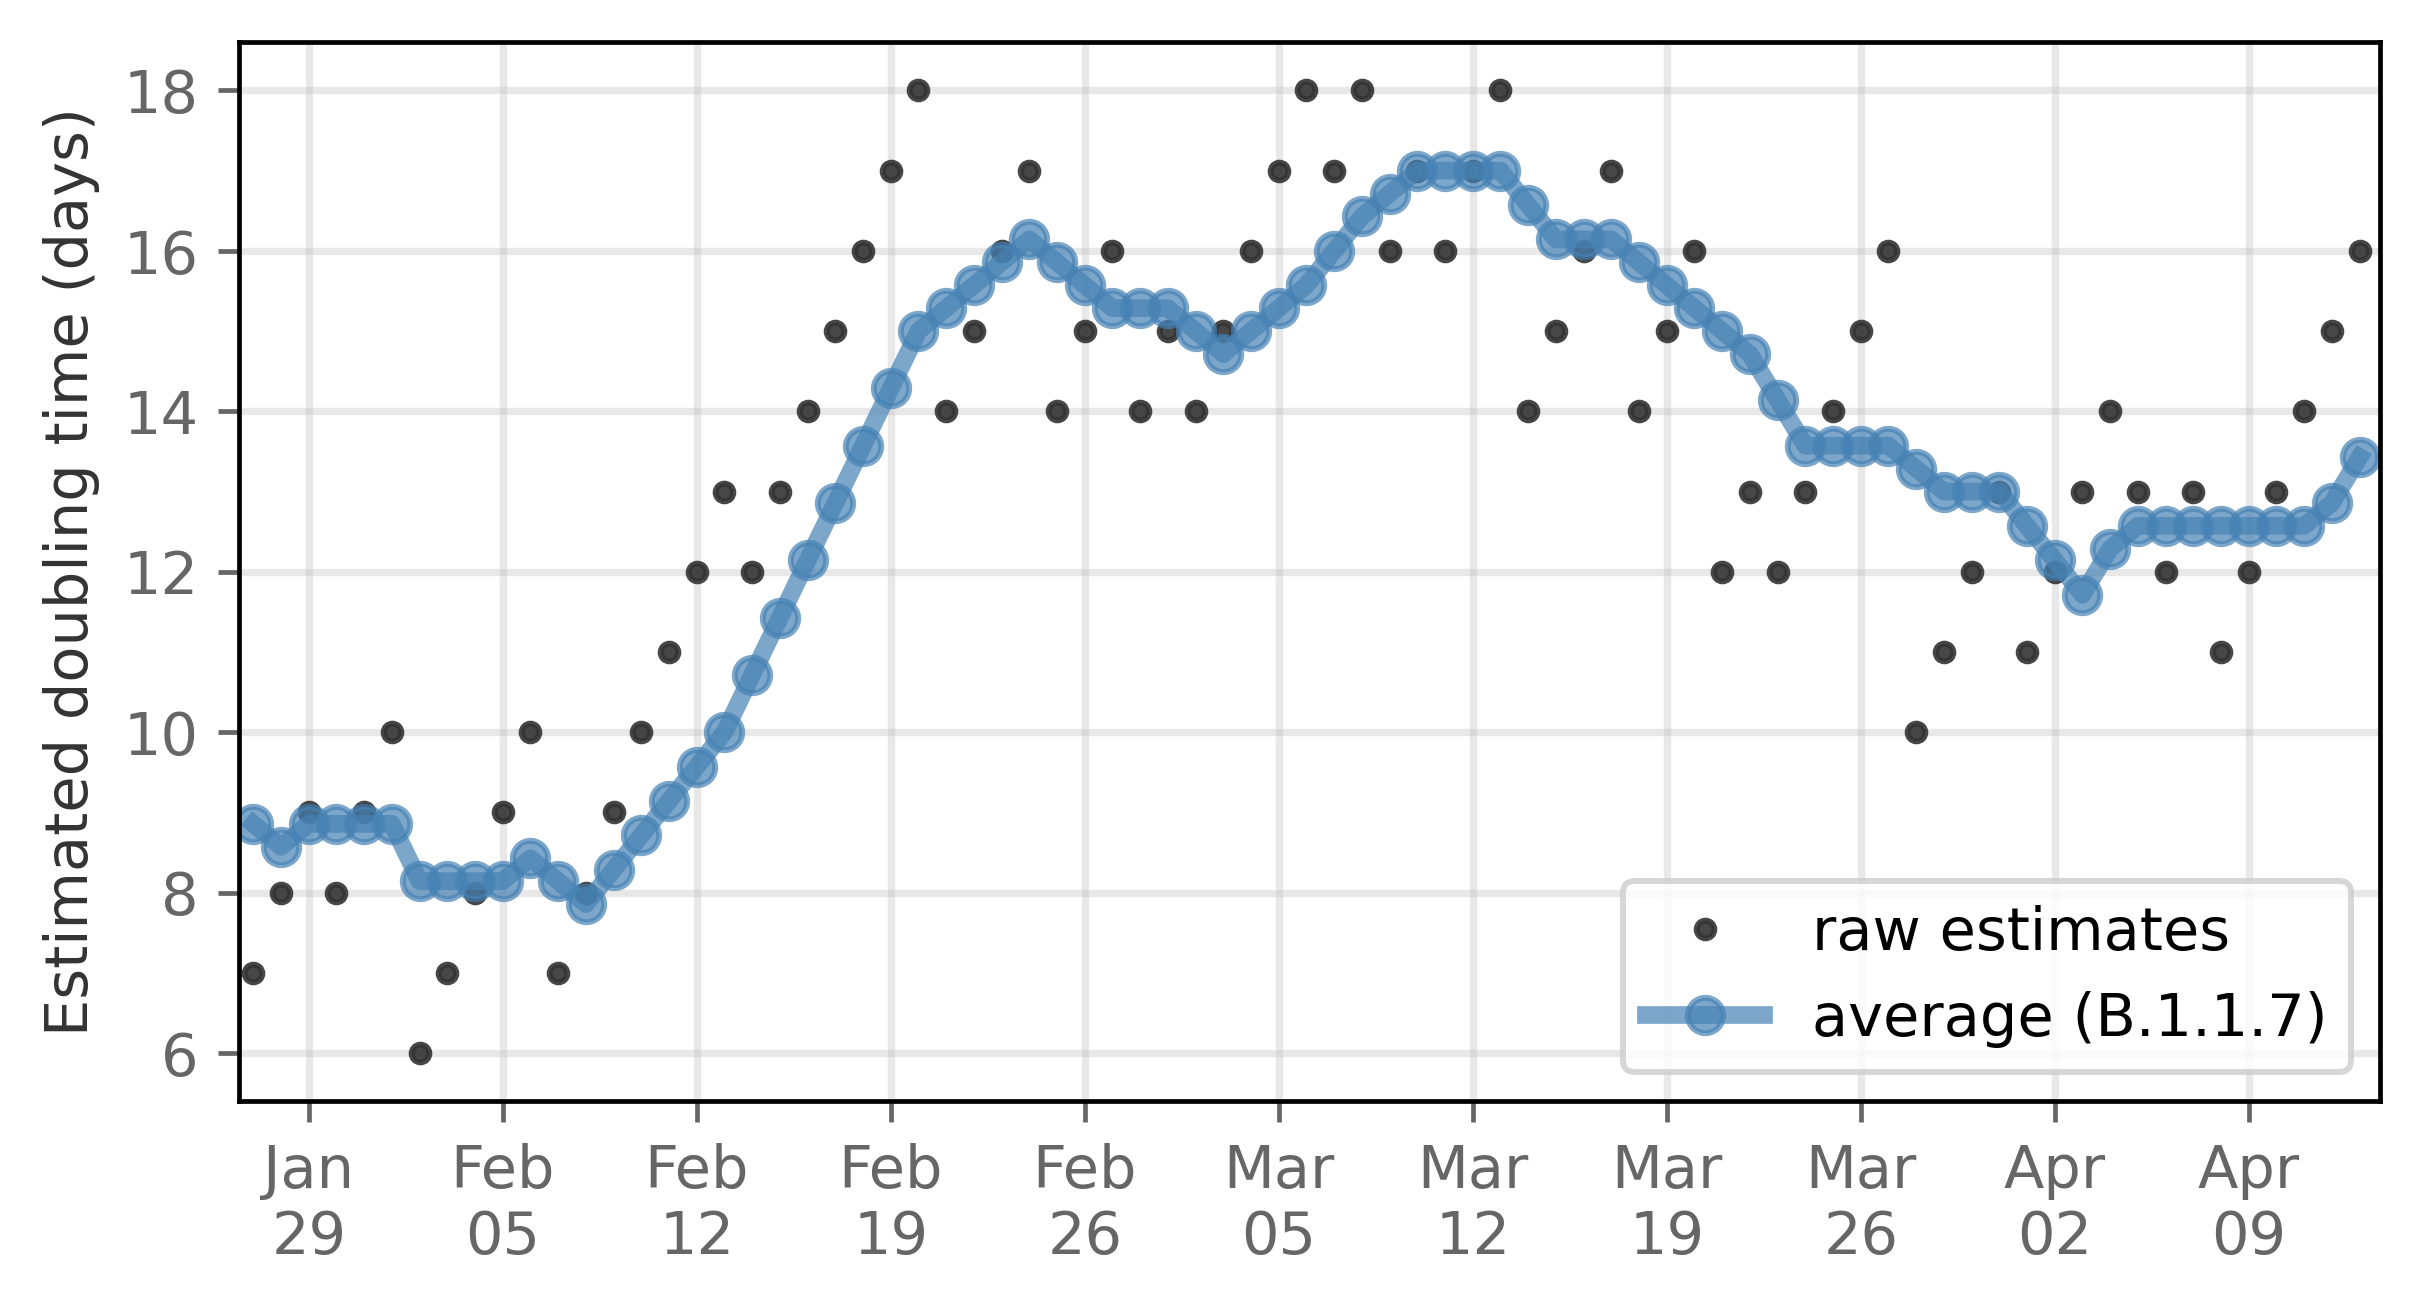 Estimated doubling time (days)
18
16
14
12
10
8
6
raw estimates
average (B.1.1.7)
Jan
29
Feb
05
Feb
12
Feb
19
Feb
26
Mar
05
Mar
12
Mar
19
Mar
26
Apr
02
Apr
09